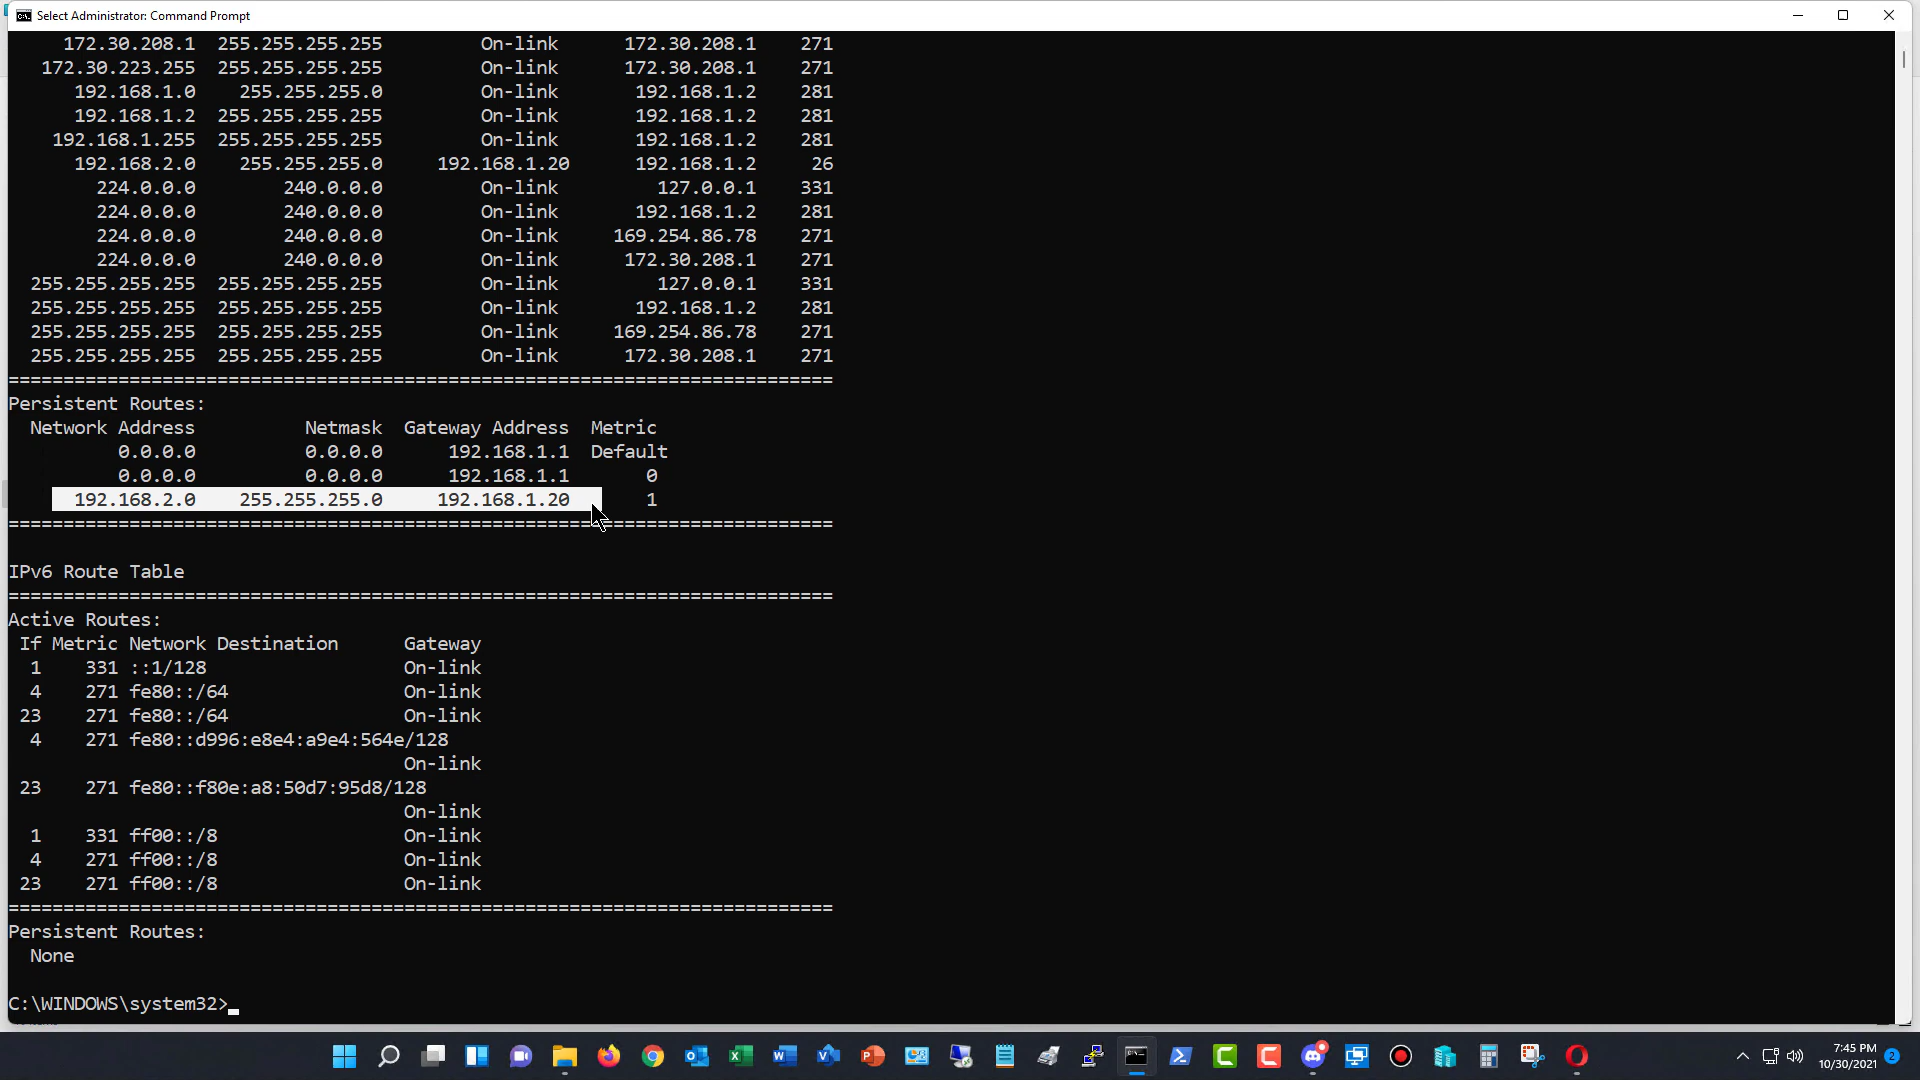 Select Administrator: Command Prompt
172.30.208.1 255.255.255.255 On-link 172.30.208.1 271
172.30.223.255 255.255.255.255 On-link 172.30.208.1 271
192.168.1.0 255.255.255.0 On-link 192.168.1.2 281
192.168.1.2 255.255.255.255 On-link 192.168.1.2 281
192.168.1.255 255.255.255.255 On-link 192.168.1.2 281
192.168.2.0 255.255.255.0 192.168.1.20 192.168.1.2 26
224.0.0.0 240.0.0.0 On-link 127.0.0.1 331
224.0.0.0 240.0.0.0 On-link 192.168.1.2 281
224.0.0.0 240.0.0.0 On-link 169.254.86.78 271
224.0.0.0 240.0.0.0 On-link 172.30.208.1 271
255.255.255.255 255.255.255.255 On-link 127.0.0.1 331
255.255.255.255 255.255.255.255 On-link 192.168.1.2 281
255.255.255.255 255.255.255.255 On-link 169.254.86.78 271
255.255.255.255 255.255.255.255 On-link 172.30.208.1 271
===========================================================================
Persistent Routes:
Network Address Netmask Gateway Address Metric
0.0.0.0 0.0.0.0 192.168.1.1 Default
0.0.0.0 0.0.0.0 192.168.1.1 0
192.168.2.0 255.255.255.0 192.168.1.20 1
===========================================================================
IPv6 Route Table
===========================================================================
Active Routes:
If Metric Network Destination Gateway
1 331 ::1/128 On-link
4 271 fe80::/64 On-link
23 271 fe80::/64 On-link
4 271 fe80::d996:e8e4:a9e4:564e/128
On-link
23 271 fe80::f80e:a8:50d7:95d8/128
On-link
1 331 ff00::/8 On-link
4 271 ff00::/8 On-link
23 271 ff00::/8 On-link
===========================================================================
Persistent Routes:
None
C:\WINDOWS\system32>
7:45 PM
10/30/2021
2